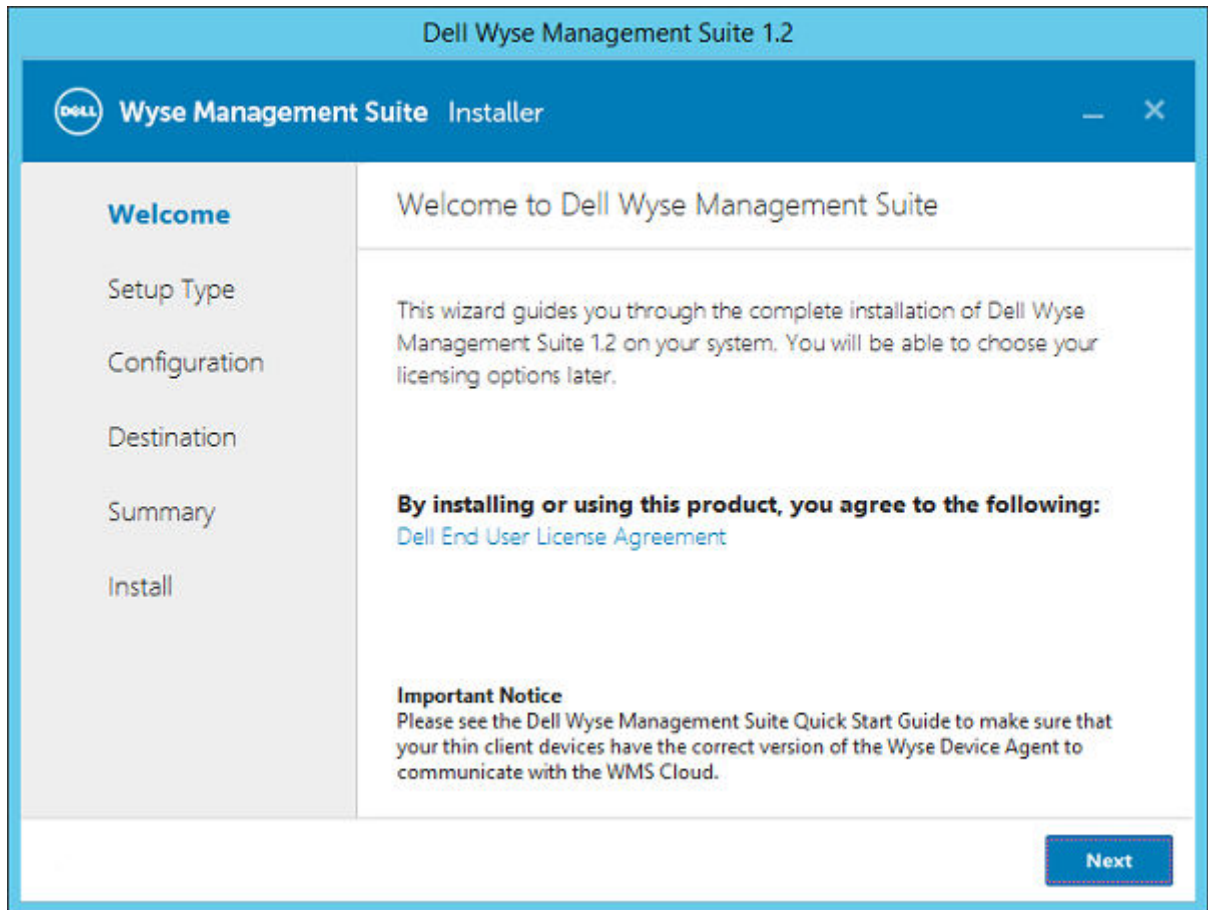 Dell Wyse Management Suite 1.2
DELL Wyse Management Suite Installer
Welcome
Setup Type
Configuration
Destination
Summary
Install
Welcome to Dell Wyse Management Suite
This wizard guides you through the complete installation of Dell Wyse
Management Suite 1.2 on your system. You will be able to choose your
licensing options later.
By installing or using this product, you agree to the following:
Dell End User License Agreement
Important Notice
Please see the Dell Wyse Management Suite Quick Start Guide to make sure that
your thin client devices have the correct version of the Wyse Device Agent to
communicate with the WMS Cloud.
Next